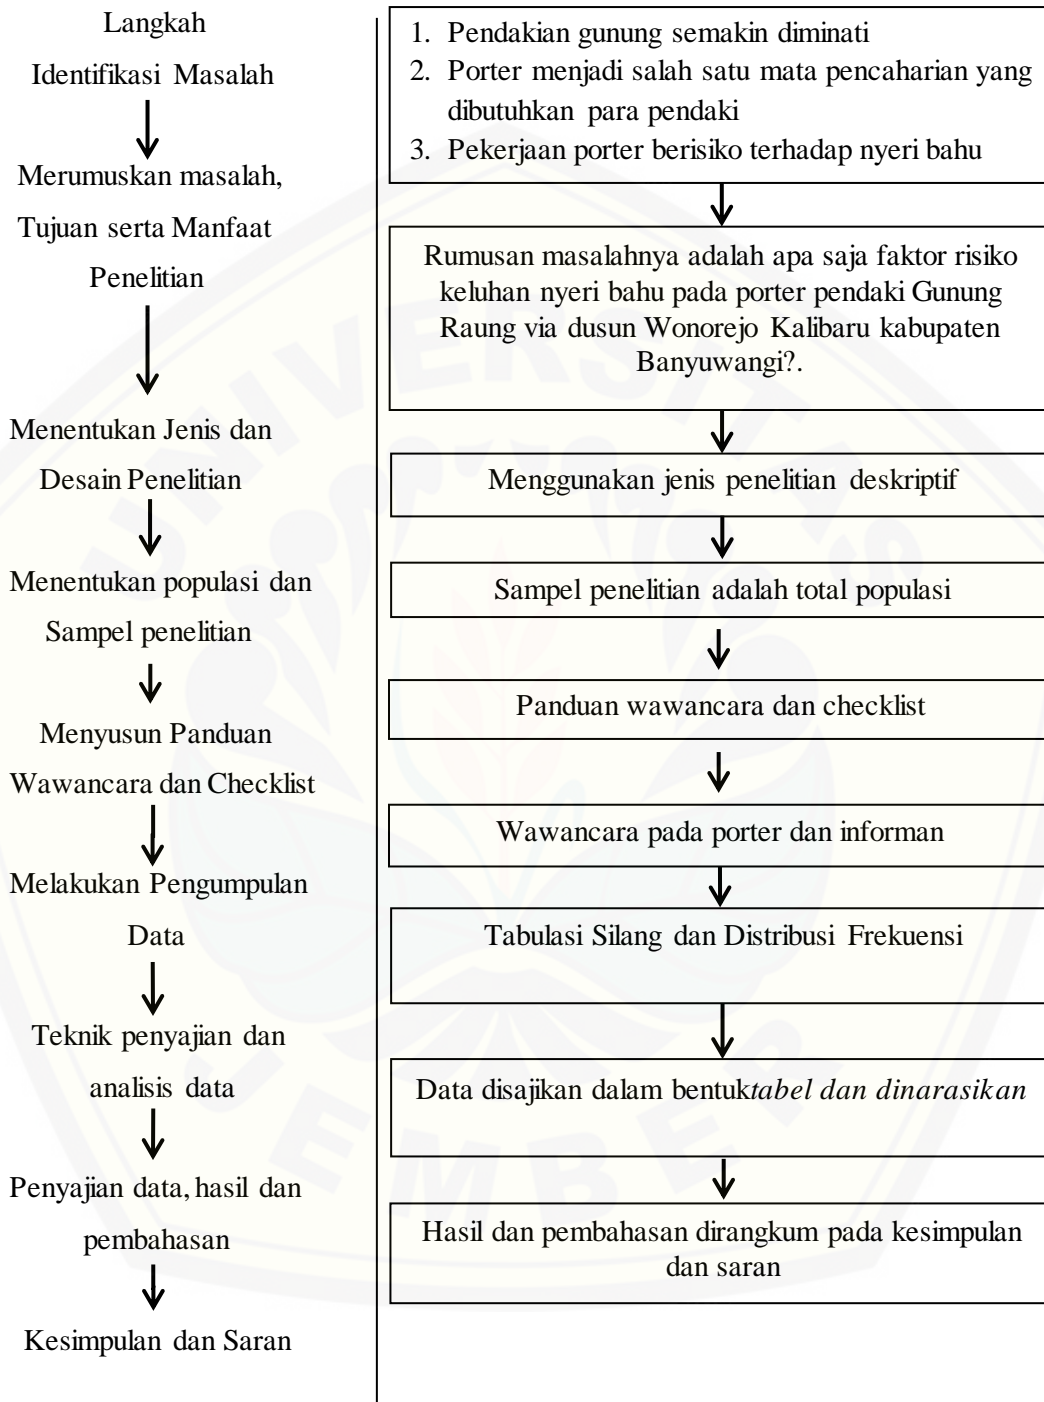 Langkah
Identifikasi Masalah
Merumuskan masalah,
Tujuan serta Manfaat
Penelitian
Menentukan Jenis dan
Desain Penelitian
Menentukan populasi dan
Sampel penelitian
Menyusun Panduan
Wawancara dan Checklist
Melakukan Pengumpulan
Data
Teknik penyajian dan
analisis data
Penyajian data, hasil dan
pembahasan
Kesimpulan dan Saran
1. Pendakian gunung semakin diminati
2. Porter menjadi salah satu mata pencaharian yang
dibutuhkan para pendaki
3. Pekerjaan porter berisiko terhadap nyeri bahu
Rumusan masalahnya adalah apa saja faktor risiko
keluhan nyeri bahu pada porter pendaki Gunung
Raung via dusun Wonorejo Kalibaru kabupaten
Banyuwangi?.
Menggunakan jenis penelitian deskriptif
Sampel penelitian adalah total populasi
Panduan wawancara dan checklist
Wawancara pada porter dan informan
Tabulasi Silang dan Distribusi Frekuensi
Data disajikan dalam bentuktabel dan dinarasikan
Hasil dan pembahasan dirangkum pada kesimpulan
dan saran
UNIVERSITAS
JEMBER